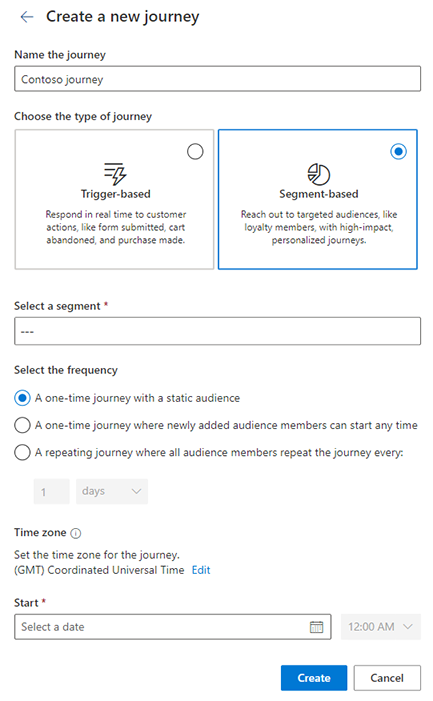 Create a new journey
Name the journey
Contoso journey
Choose the type of journey
Trigger-based
Respond in real time to customer
actions, like form submitted, cart
abandoned, and purchase made.
Segment-based
Reach out to targeted audiences, like
loyalty members, with high-impact,
personalized journeys.
Select a segment *
---
Select the frequency
A one-time journey with a static audience
A one-time journey where newly added audience members can start any time
A repeating journey where all audience members repeat the journey every:
1 days
Time zone
Set the time zone for the journey.
(GMT) Coordinated Universal Time Edit
Start *
Select a date 12:00 AM
Create Cancel